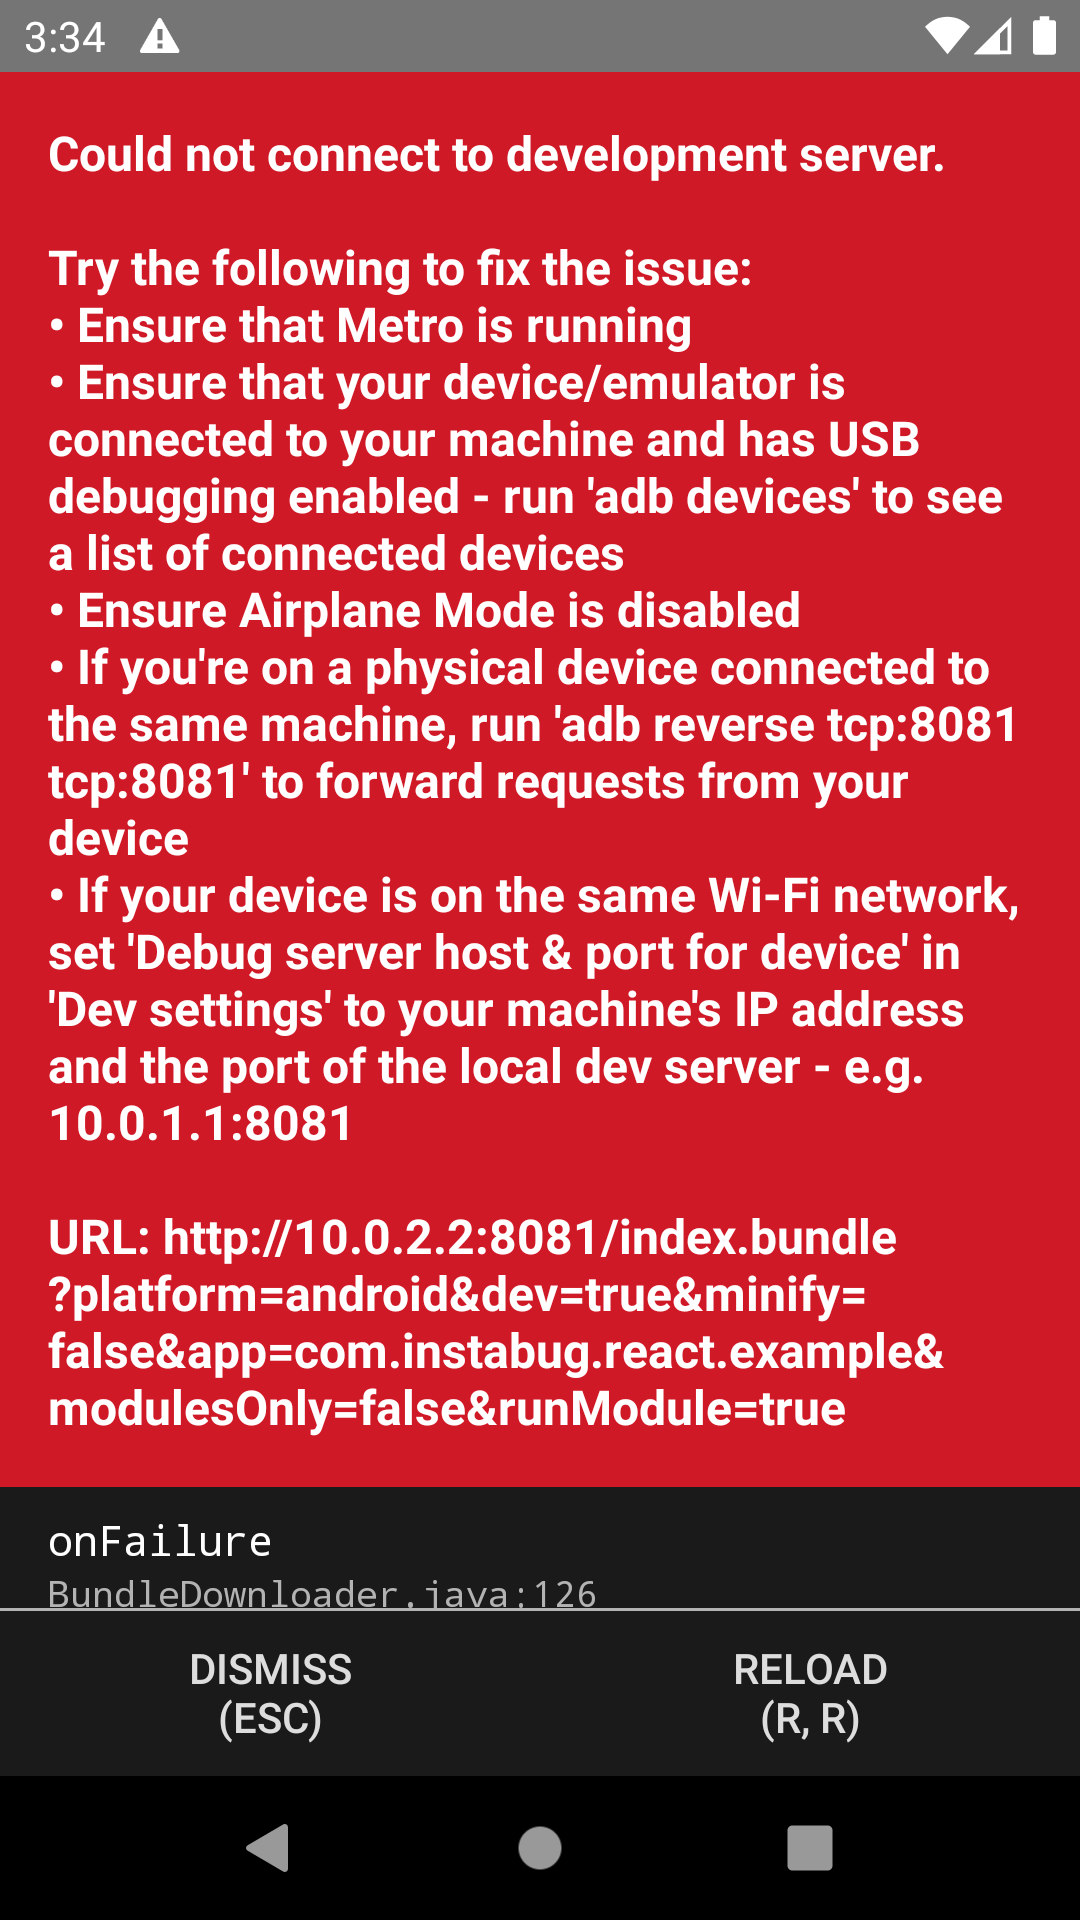 3:34
Could not connect to development server.
Try the following to fix the issue:
• Ensure that Metro is running
• Ensure that your device/emulator is
connected to your machine and has USB
debugging enabled - run 'adb devices' to see
a list of connected devices
• Ensure Airplane Mode is disabled
• If you're on a physical device connected to
the same machine, run 'adb reverse tcp:8081
tcp:8081' to forward requests from your
device
• If your device is on the same Wi-Fi network,
set 'Debug server host & port for device' in
'Dev settings' to your machine's IP address
and the port of the local dev server - e.g.
10.0.1.1:8081
URL: http://10.0.2.2:8081/index.bundle
?platform=android&dev=true&minify=
false&app=com.instabug.react.example&
modulesOnly=false&runModule=true
onFailure
BundleDownloader.java:126
DISMISS
(ESC)
RELOAD
(R, R)